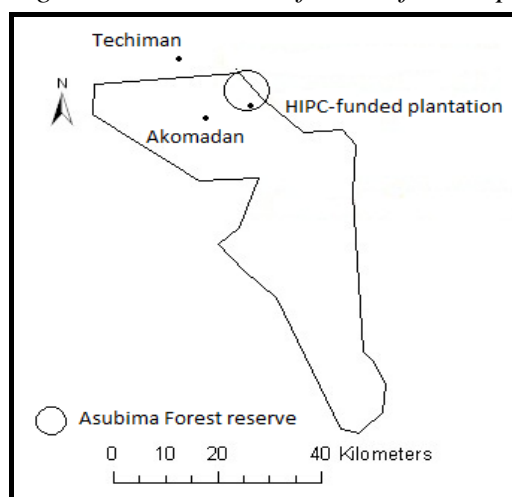 Techiman
N
HIPC-funded plantation
Akomadan
Asubima Forest reserve
0 10 20 40 Kilometers